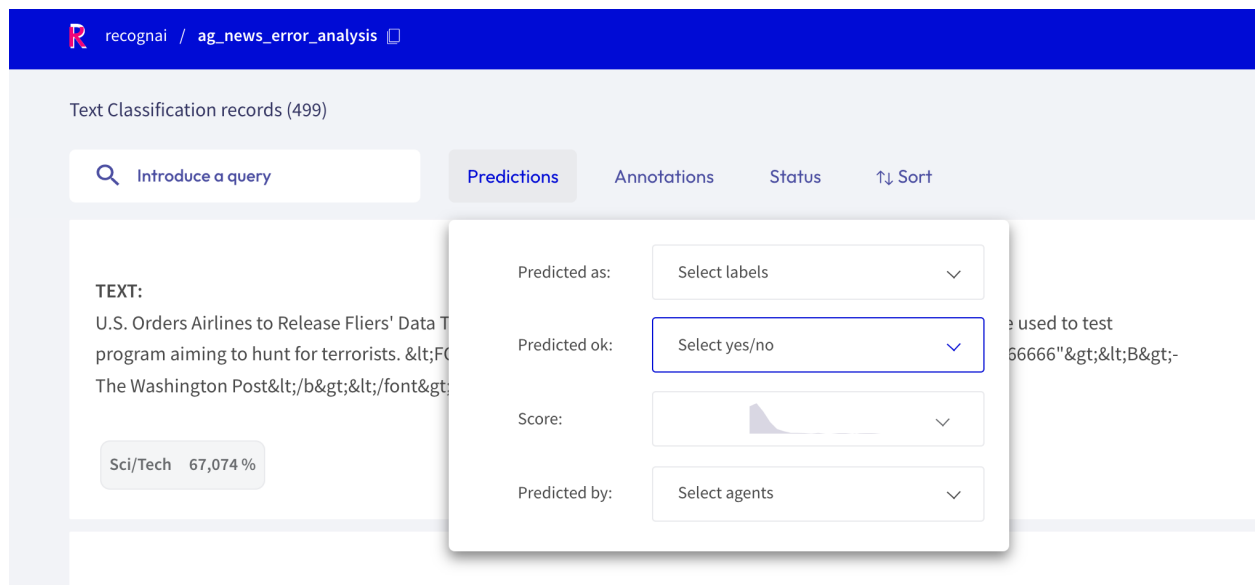 recognai / ag_news_error_analysis
Text Classification records (499)
Introduce a query
Predictions
Annotations
Status
Sort
TEXT:
U.S. Orders Airlines to Release Fliers' Data T
used to test
program aiming to hunt for terrorists. &lt;F
66666"&gt;&lt;B&gt;-
The Washington Post&lt;/b&gt;&lt;/font&gt;
Sci/Tech 67,074 %
Predicted as: Select labels
Predicted ok: Select yes/no
Score:
Predicted by: Select agents